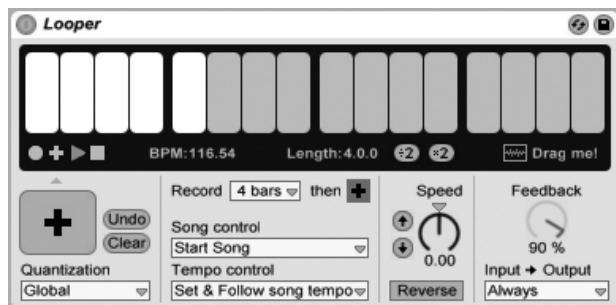 Looper
BPM:116.54 Length:4.0.0 ÷2 ×2 Drag me!
Record 4 bars then
Speed
Feedback
Undo
Clear
Song control
Start Song
0.00
90 %
Quantization
Global
Tempo control
Set & Follow song tempo
Reverse
Input → Output
Always